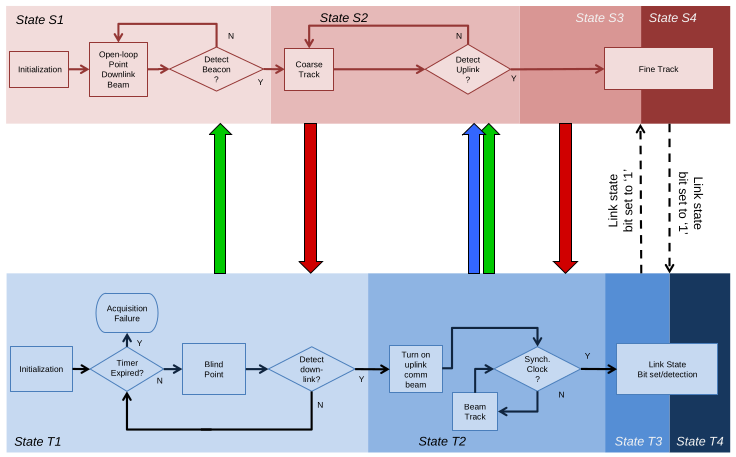 State S1
State S2
State S3
State S4
Initialization
Open-loop
Point
Downlink
Beam
Detect
Beacon
?
N
Y
Coarse
Track
Detect
Uplink
?
N
Y
Fine Track
Link state
bit set to ‘1’
Link state
bit set to ‘1’
Acquisition
Failure
Initialization
Timer
Expired?
Y
N
Blind
Point
Detect
down-
link?
Y
N
Turn on
uplink
comm
beam
Beam
Track
Synch.
Clock
?
Y
N
Link State
Bit set/detection
State T1
State T2
State T3
State T4